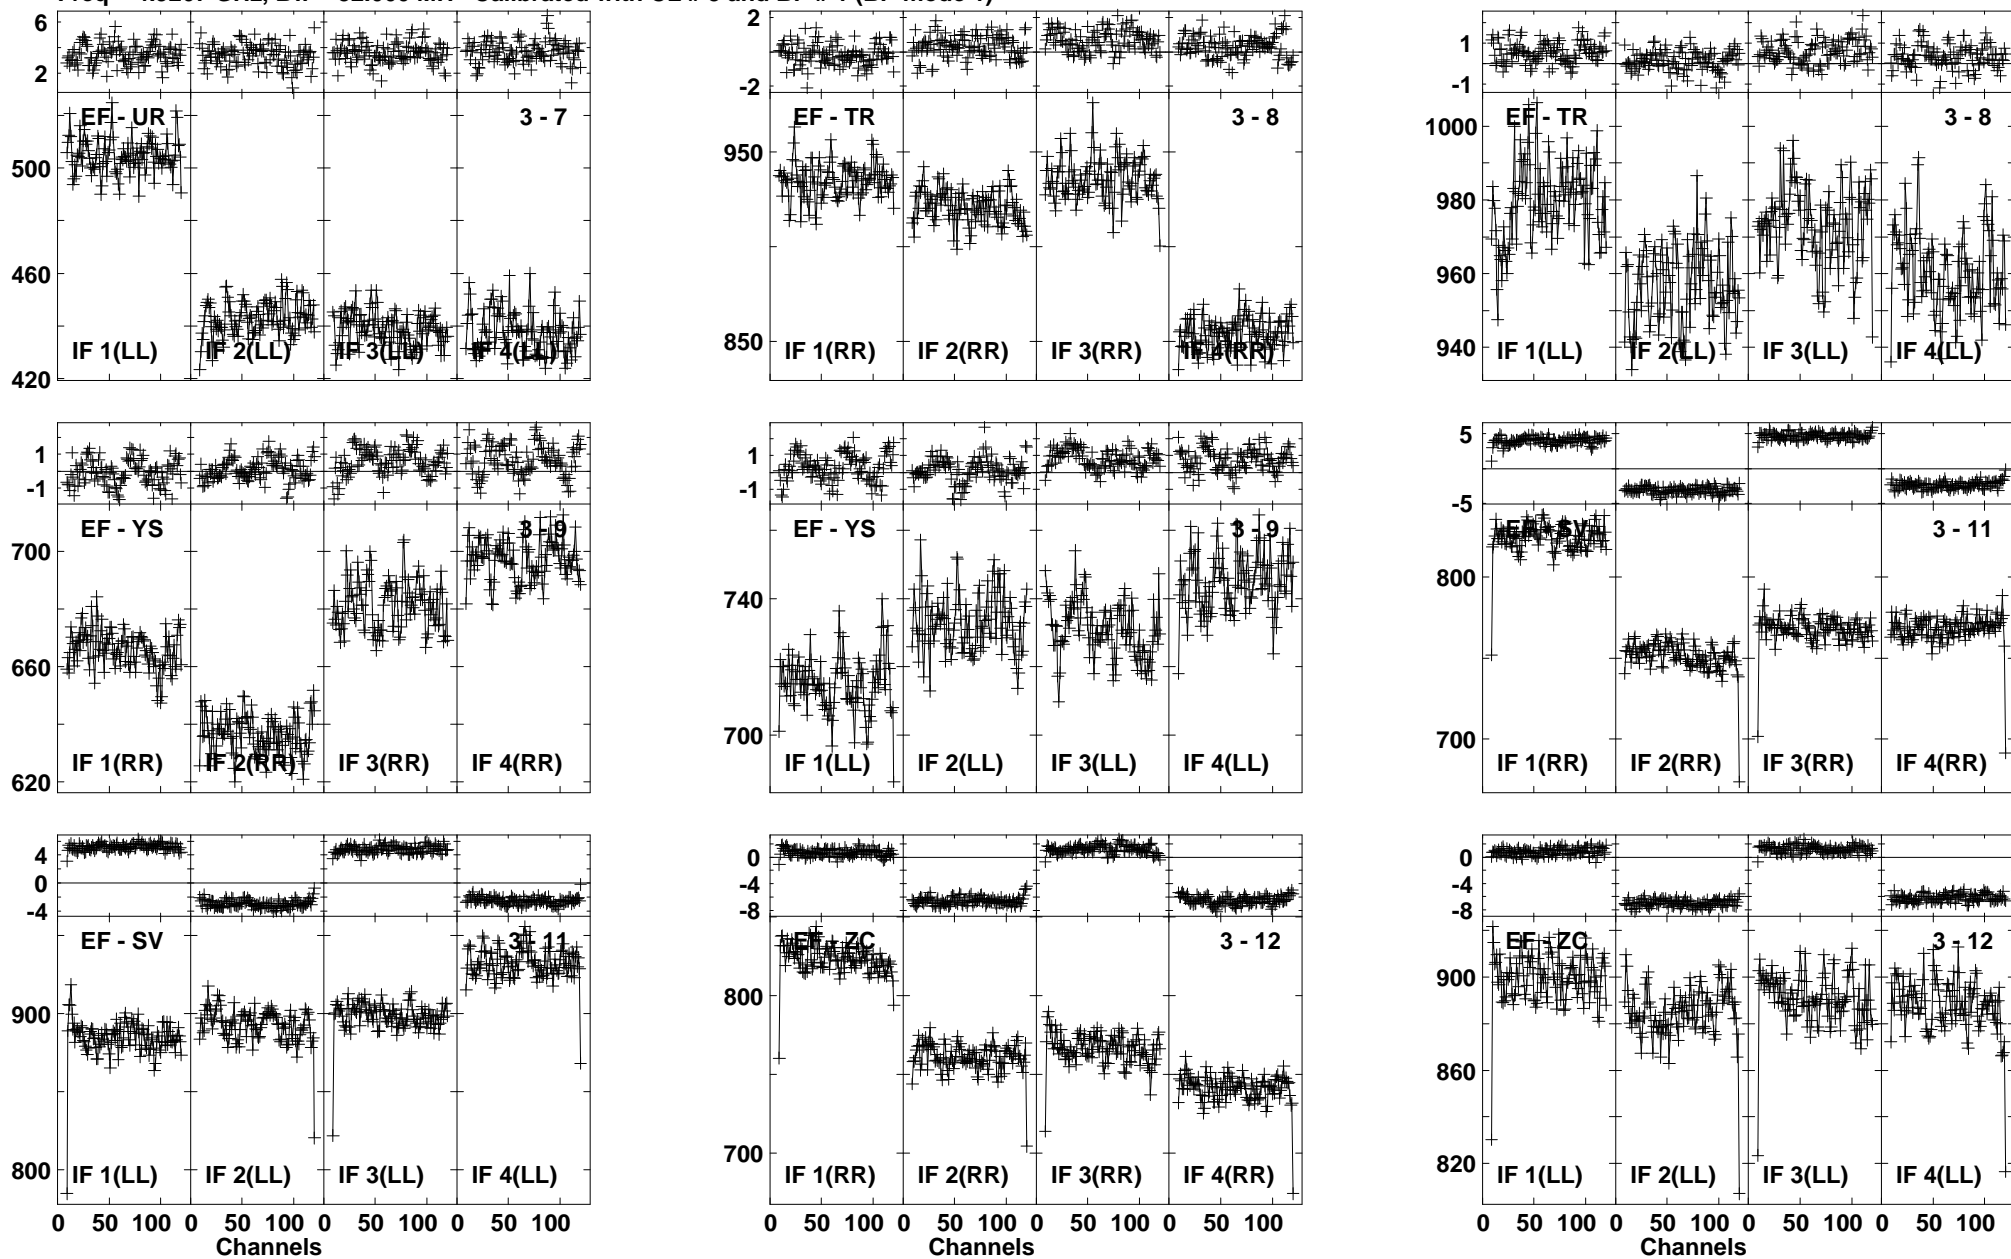 Calibrated with and
6
2
EF - UR
3 - 7
500
460
420
IF 1(LL) IF 2(LL) IF 3(LL) IF 4(LL)
2
-2
EF - TR
3 - 8
950
850
IF 1(RR) IF 2(RR) IF 3(RR) IF 4(RR)
1
-1
EF - TR
3 - 8
1000
980
960
940
IF 1(LL) IF 2(LL) IF 3(LL) IF 4(LL)
1
-1
EF - YS
3 - 9
700
660
620
IF 1(RR) IF 2(RR) IF 3(RR) IF 4(RR)
1
-1
EF - YS
3 - 9
740
700
IF 1(LL) IF 2(LL) IF 3(LL) IF 4(LL)
5
-5
EF - SV
3 - 11
800
700
IF 1(RR) IF 2(RR) IF 3(RR) IF 4(RR)
4
0
-4
EF - SV
3 - 11
900
800
IF 1(LL) IF 2(LL) IF 3(LL) IF 4(LL)
0 50 100 0 50 100 0 50 100 0 50 100
Channels
0
-4
-8
EF - ZC
3 - 12
800
700
IF 1(RR) IF 2(RR) IF 3(RR) IF 4(RR)
0 50 100 0 50 100 0 50 100 0 50 100
Channels
0
-4
-8
EF - ZC
3 - 12
900
860
820
IF 1(LL) IF 2(LL) IF 3(LL) IF 4(LL)
0 50 100 0 50 100 0 50 100 0 50 100
Channels